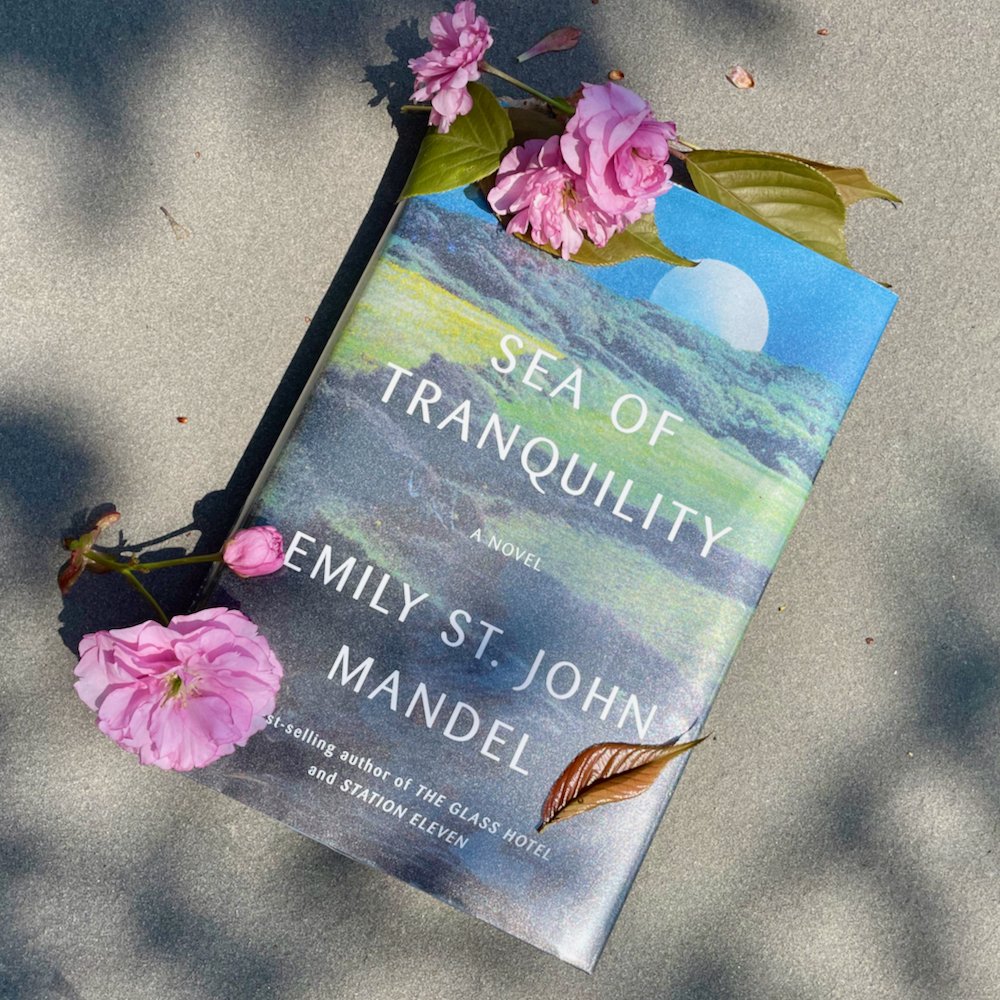 SEA OF
TRANQUILITY
A NOVEL
EMILY ST. JOHN
MANDEL
st-selling author of THE GLASS HOTEL
and STATION ELEVEN